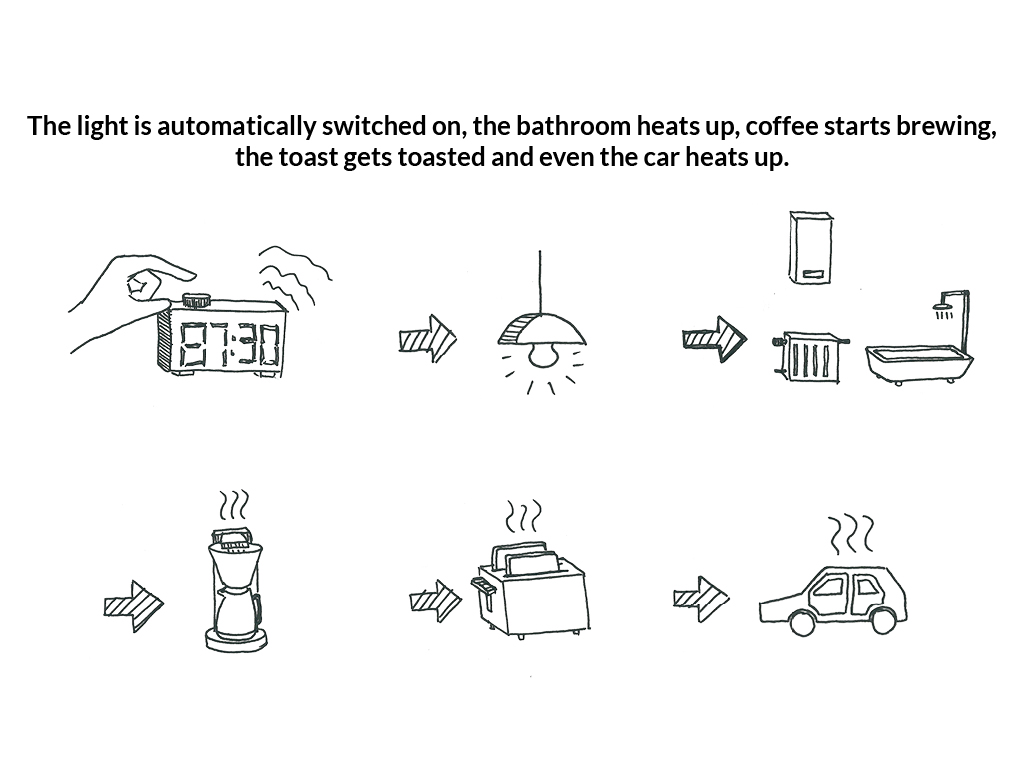 The light is automatically switched on, the bathroom heats up, coffee starts brewing,
the toast gets toasted and even the car heats up.
07:30